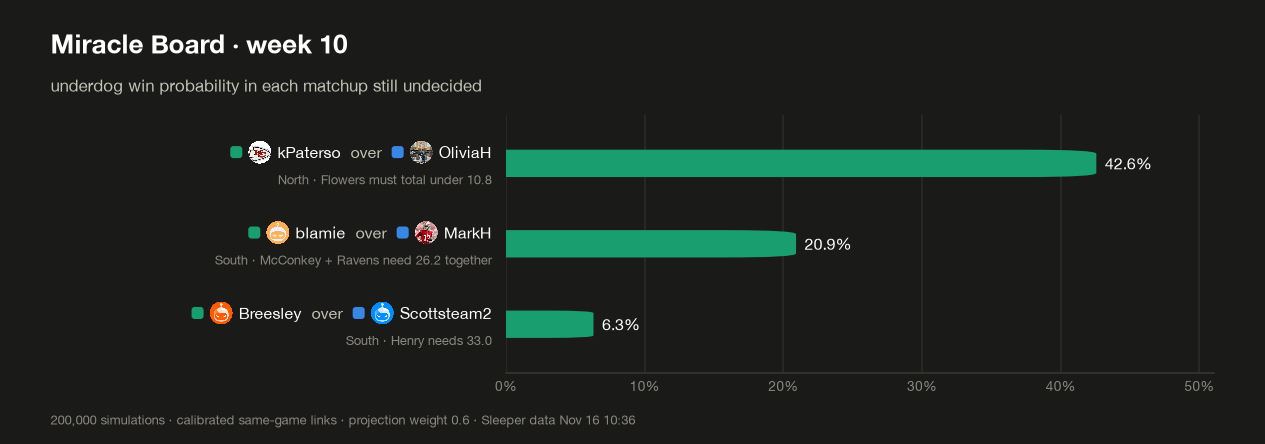 Miracle Board · week 10
underdog win probability in each matchup still undecided
kPaterso over OliviaH
North · Flowers must total under 10.8
42.6%
blamie over MarkH
South · McConkey + Ravens need 26.2 together
20.9%
Breesley over Scottsteam2
South · Henry needs 33.0
6.3%
0% 10% 20% 30% 40% 50%
200,000 simulations · calibrated same-game links · projection weight 0.6 · Sleeper data Nov 16 10:36